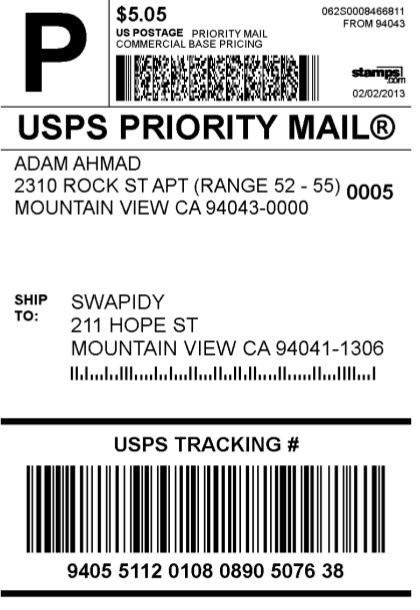 P
$5.05
US POSTAGE PRIORITY MAIL
COMMERCIAL BASE PRICING
062S0008466811
FROM 94043
stamps.com
02/02/2013
USPS PRIORITY MAIL®
ADAM AHMAD
2310 ROCK ST APT (RANGE 52 - 55) 0005
MOUNTAIN VIEW CA 94043-0000
SHIP TO: SWAPIDY
211 HOPE ST
MOUNTAIN VIEW CA 94041-1306
USPS TRACKING #
9405 5112 0108 0890 5076 38